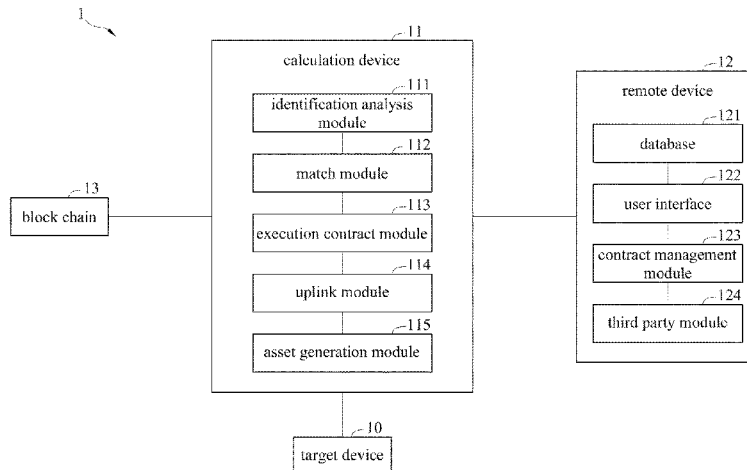 1
11
calculation device
111
identification analysis
module
112
match module
113
execution contract module
114
uplink module
115
asset generation module
13
block chain
12
remote device
121
database
122
user interface
123
contract management
module
124
third party module
10
target device